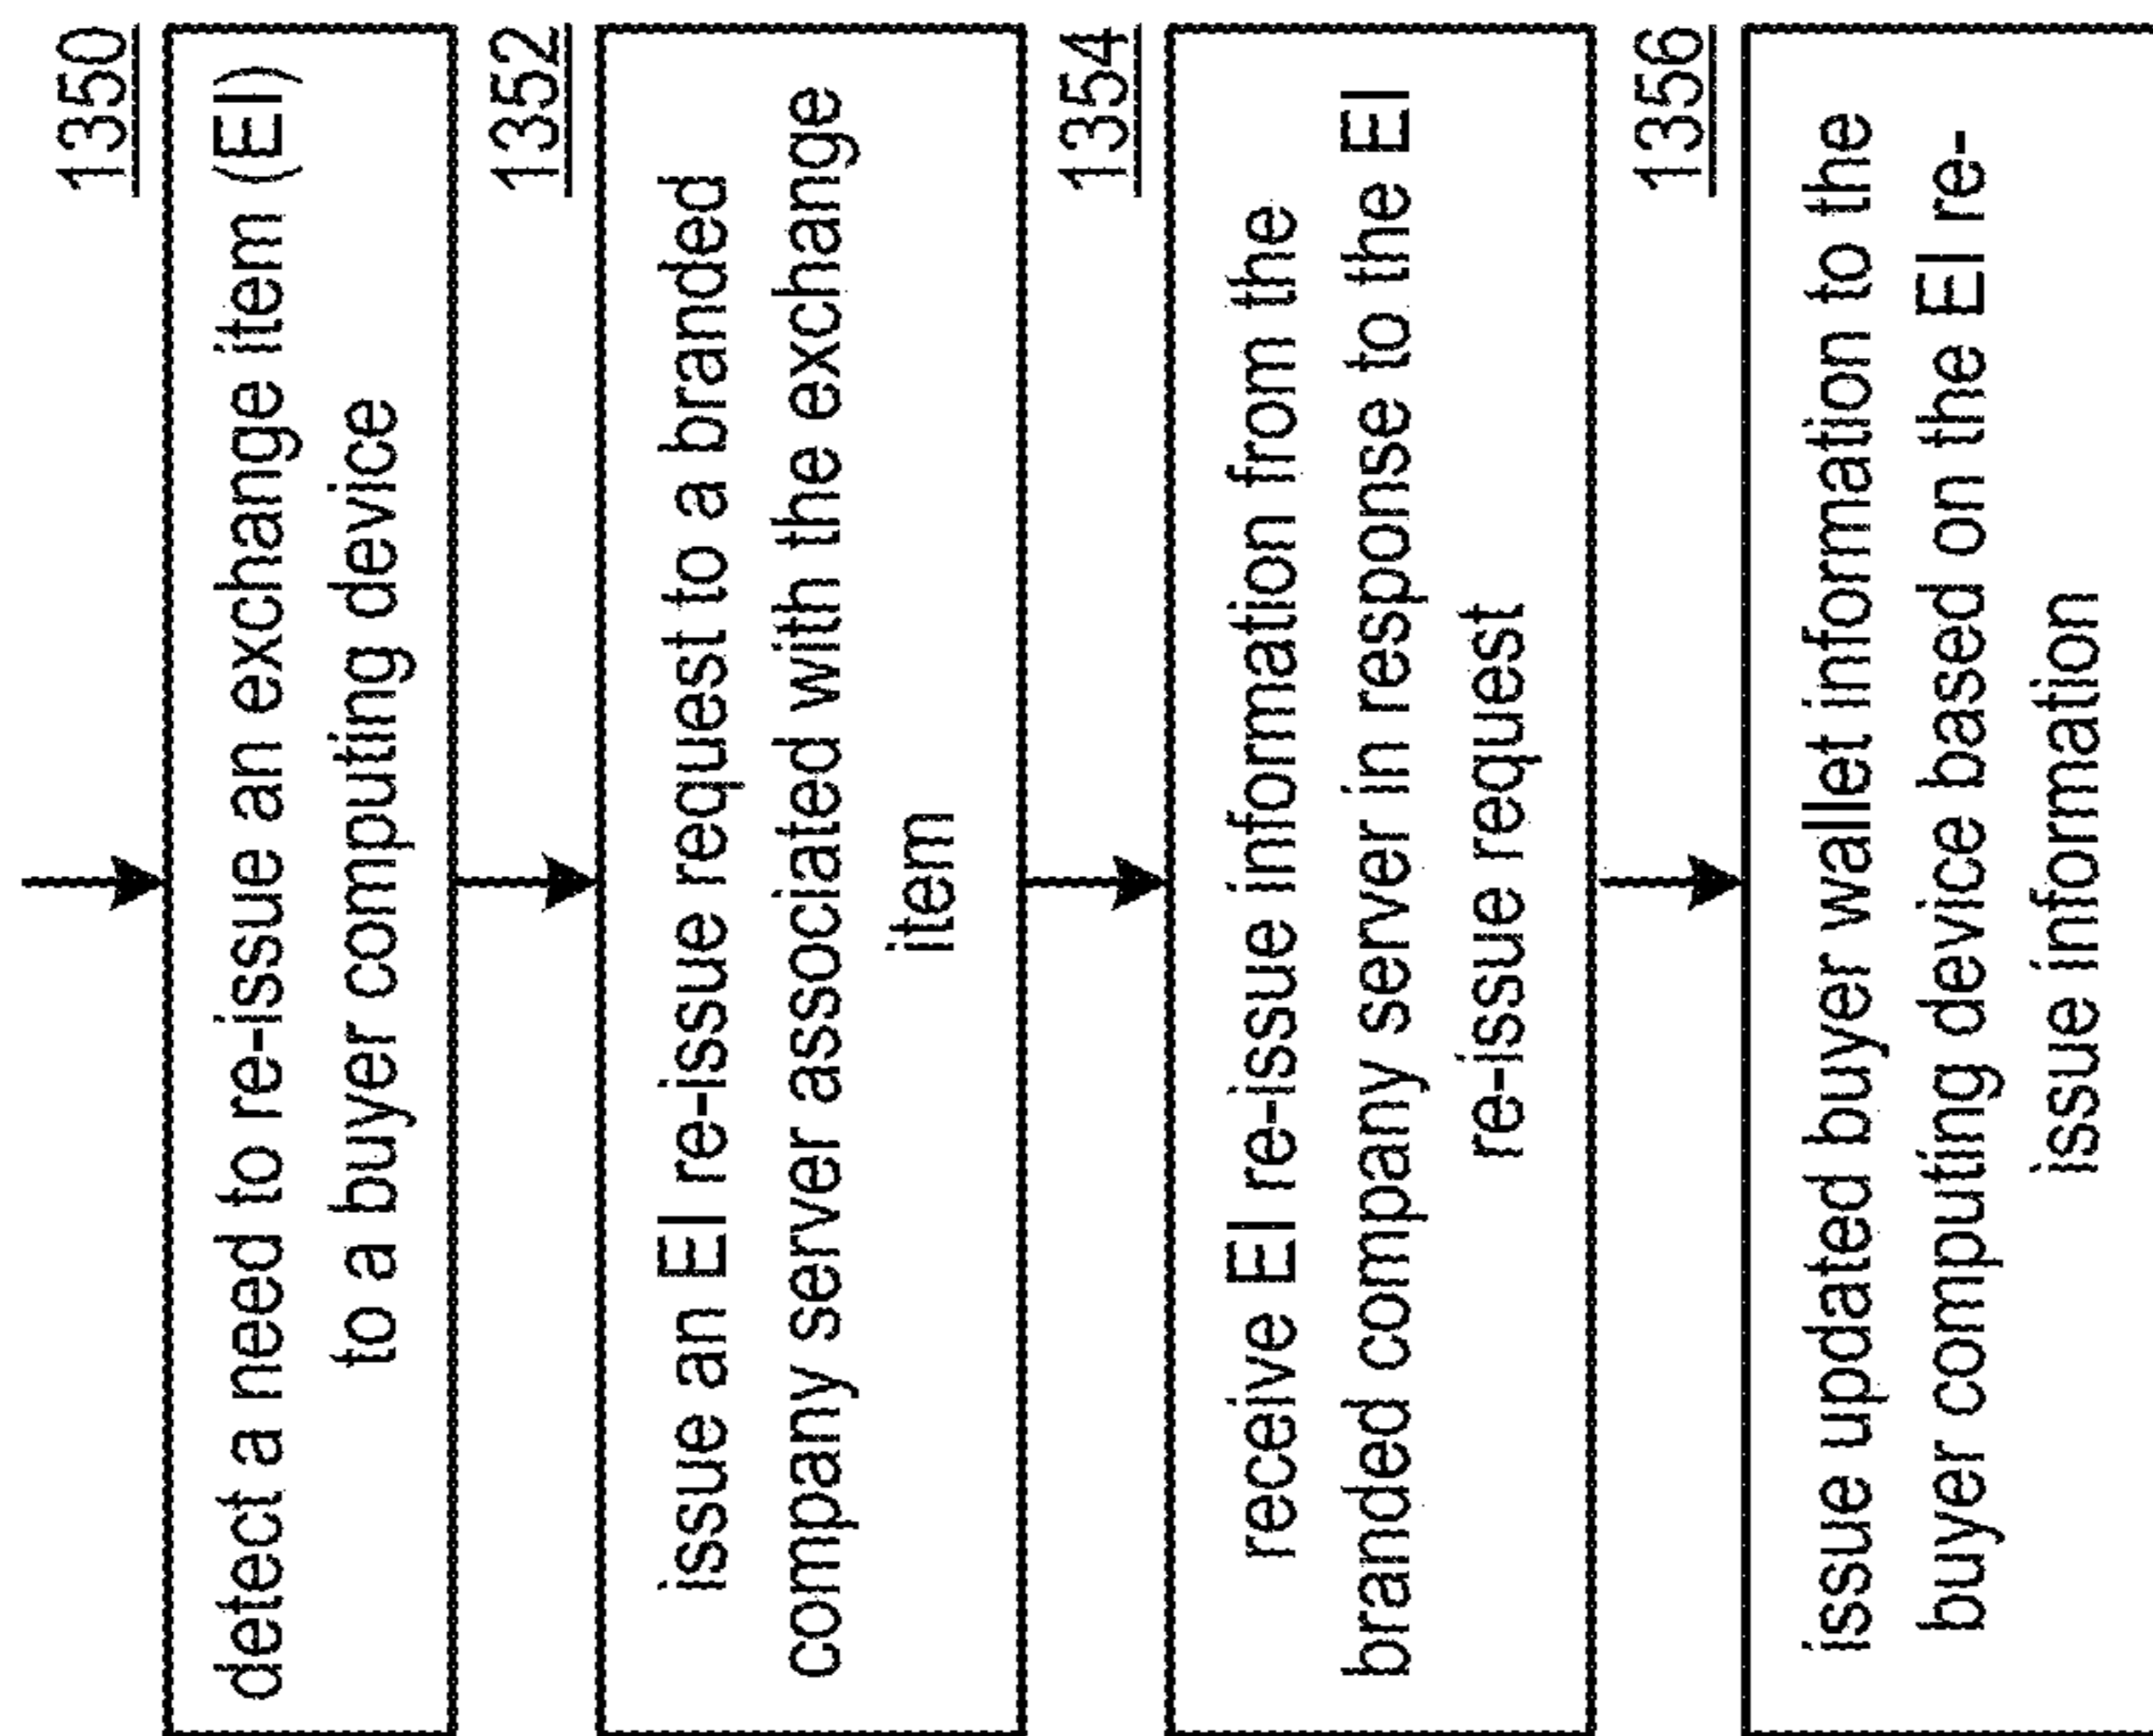 1350
detect a need to re-issue an exchange item (EI)
to a buyer computing device
1352
issue an EI re-issue request to a branded
company server associated with the exchange
item
1354
receive EI re-issue information from the
branded company server in response to the EI
re-issue request
1356
issue updated buyer wallet information to the
buyer computing device based on the EI re-
issue information